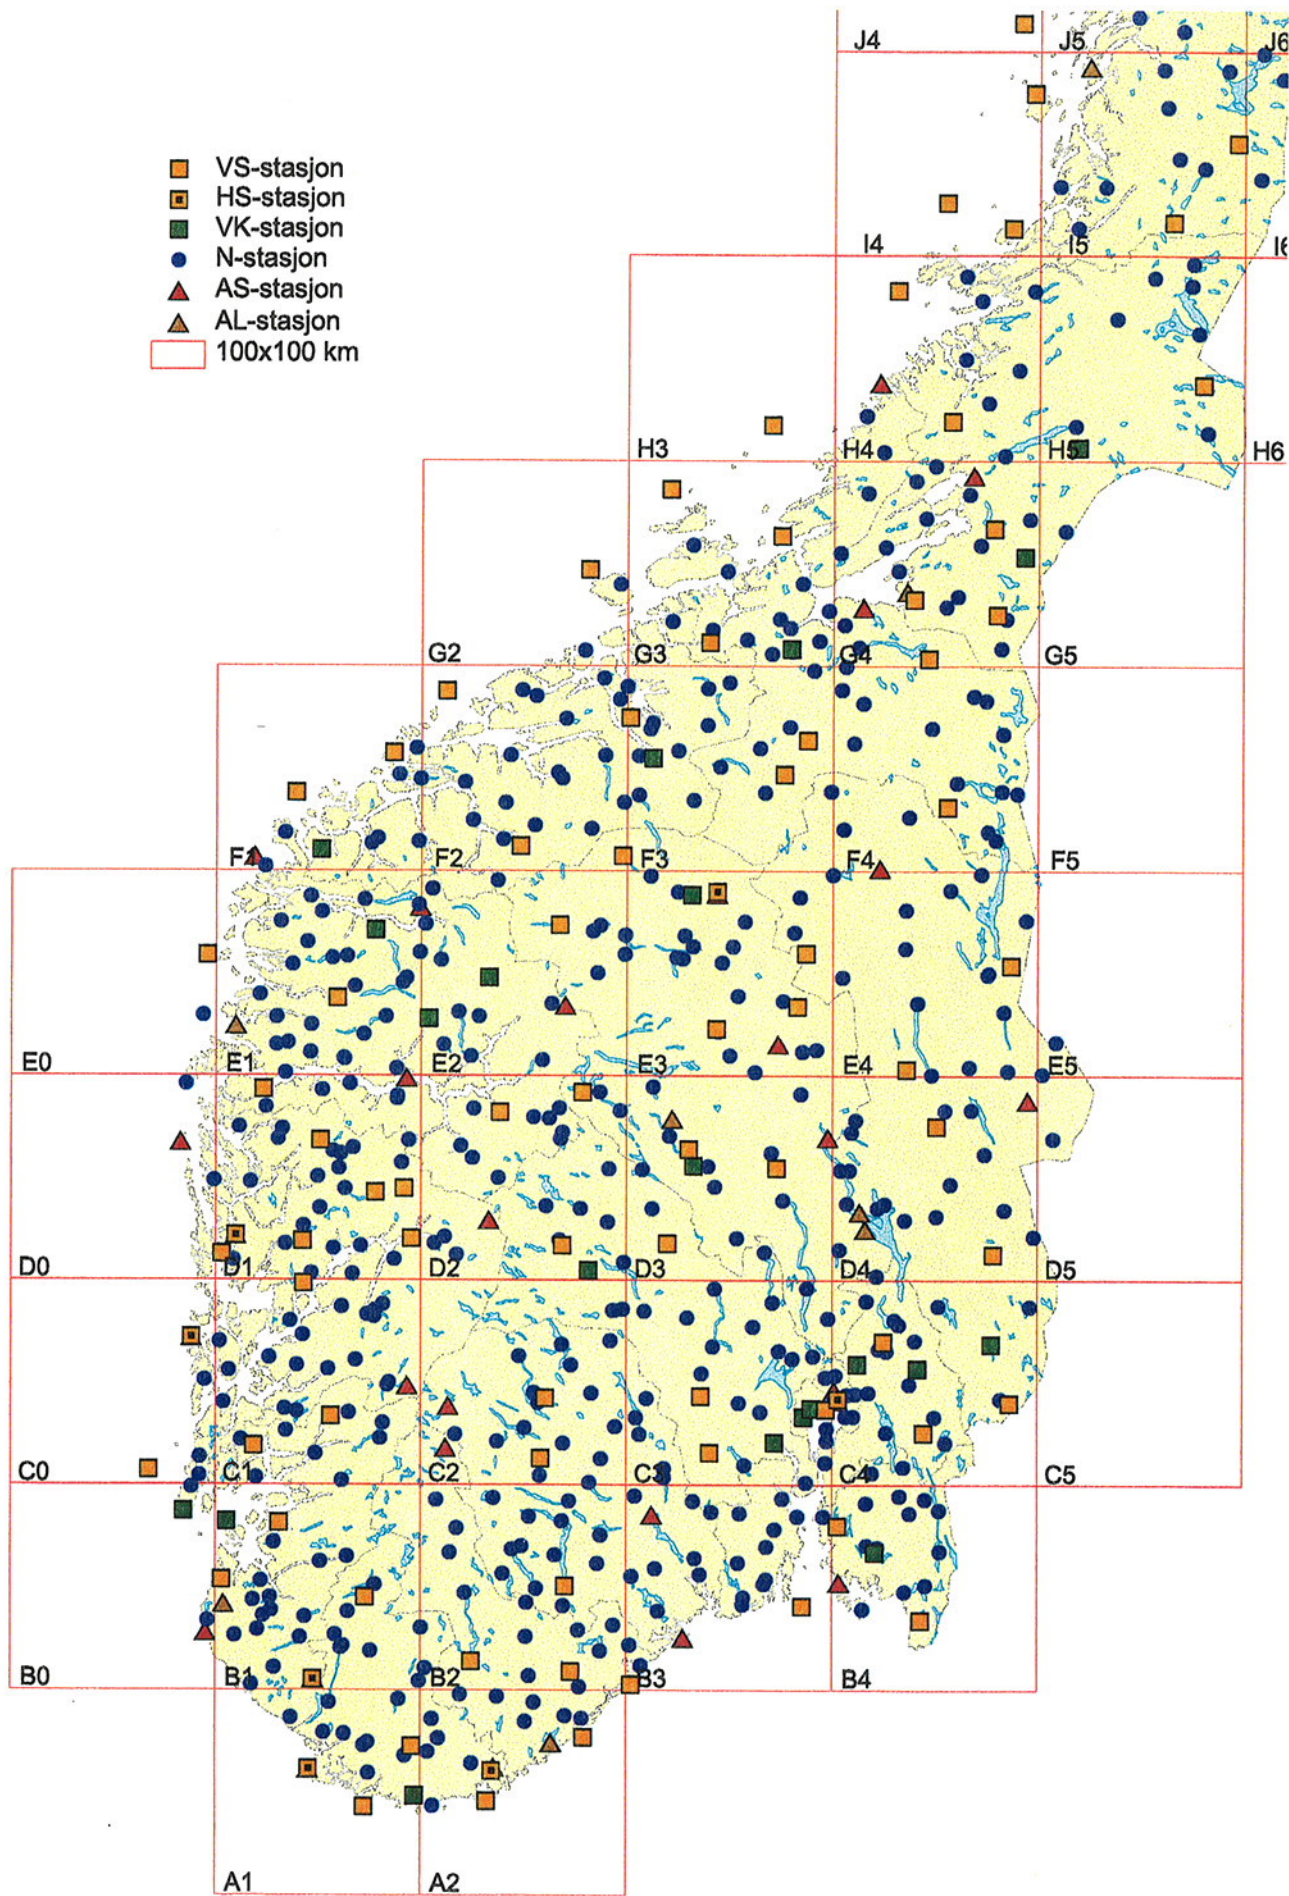 J4 J5 J6
VS-stasjon
HS-stasjon
VK-stasjon
N-stasjon
AS-stasjon
AL-stasjon
100x100 km
I4 I5 I6
H3 H4 H5 H6
G2 G3 G4 G5
F1 F2 F3 F4 F5
E0 E1 E2 E3 E4 E5
D0 D1 D2 D3 D4 D5
C0 C1 C2 C3 C4 C5
B0 B1 B2 B3 B4
A1 A2